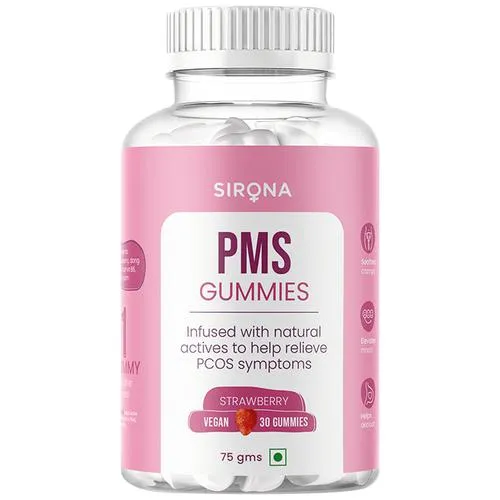 SIRONA
PMS
GUMMIES
Infused with natural
actives to help relieve
PCOS symptoms
STRAWBERRY
VEGAN 30 GUMMIES
75 gms
1